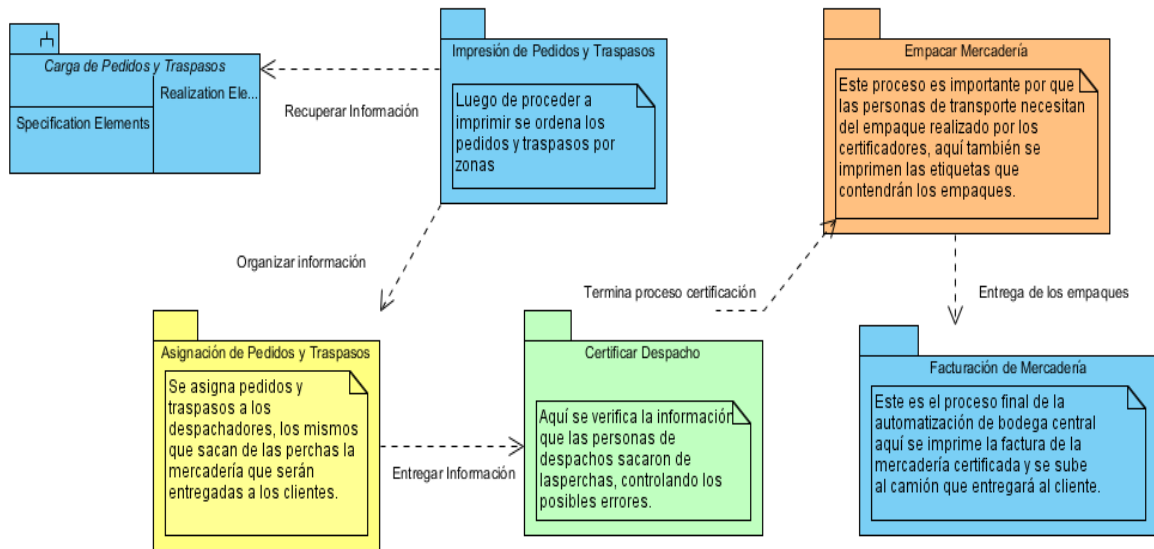 Carga de Pedidos y Traspasos
Realization Ele...
Specification Elements
Recuperar Información
Impresión de Pedidos y Traspasos
Luego de proceder a
imprimir se ordena los
pedidos y traspasos por
zonas
Empacar Mercadería
Este proceso es importante por que
las personas de transporte necesitan
del empaque realizado por los
certificadores, aquí también se
imprimen las etiquetas que
contendrán los empaques.
Organizar información
Termina proceso certificación
Entrega de los empaques
Asignación de Pedidos y Traspasos
Se asigna pedidos y
traspasos a los
despachadores, los mismos
que sacan de las perchas la
mercadería que serán
entregadas a los clientes.
Entregar Información
Certificar Despacho
Aquí se verifica la información
que las personas de
despachos sacaron de
lasperchas, controlando los
posibles errores.
Facturación de Mercadería
Este es el proceso final de la
automatización de bodega central
aquí se imprime la factura de la
mercadería certificada y se sube
al camión que entregará al cliente.